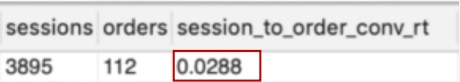 sessions orders session_to_order_conv_rt
3895 112 0.0288